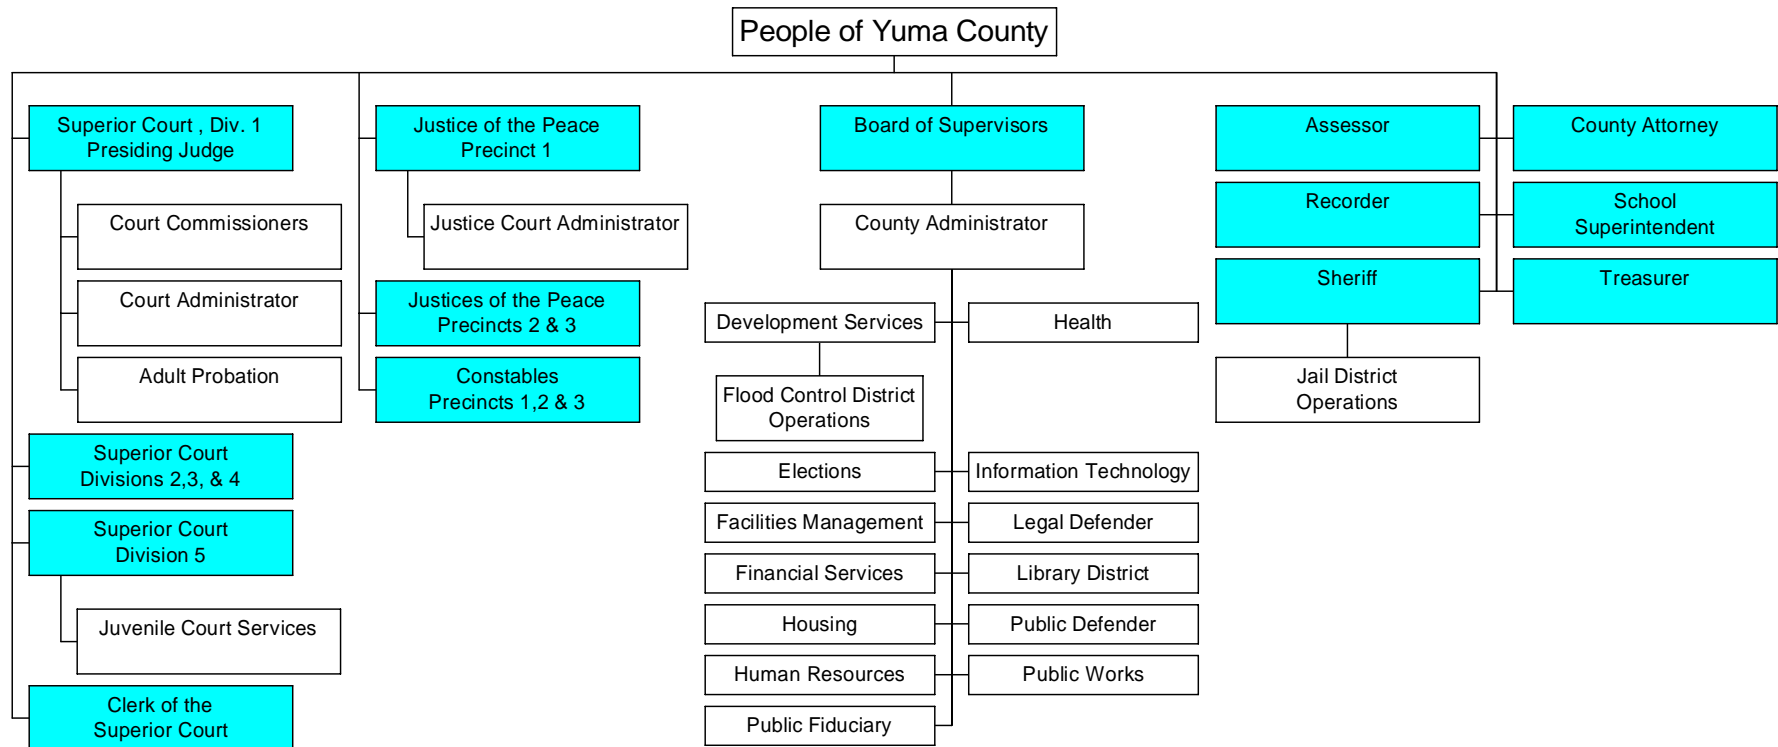 People of Yuma County
Superior Court , Div. 1
Presiding Judge
Court Commissioners
Court Administrator
Adult Probation
Superior Court
Divisions 2,3, & 4
Superior Court
Division 5
Juvenile Court Services
Clerk of the
Superior Court
Justice of the Peace
Precinct 1
Justice Court Administrator
Justices of the Peace
Precincts 2 & 3
Constables
Precincts 1,2 & 3
Board of Supervisors
County Administrator
Development Services
Health
Flood Control District
Operations
Elections
Information Technology
Facilities Management
Legal Defender
Financial Services
Library District
Housing
Public Defender
Human Resources
Public Works
Public Fiduciary
Assessor
County Attorney
Recorder
School
Superintendent
Sheriff
Treasurer
Jail District
Operations